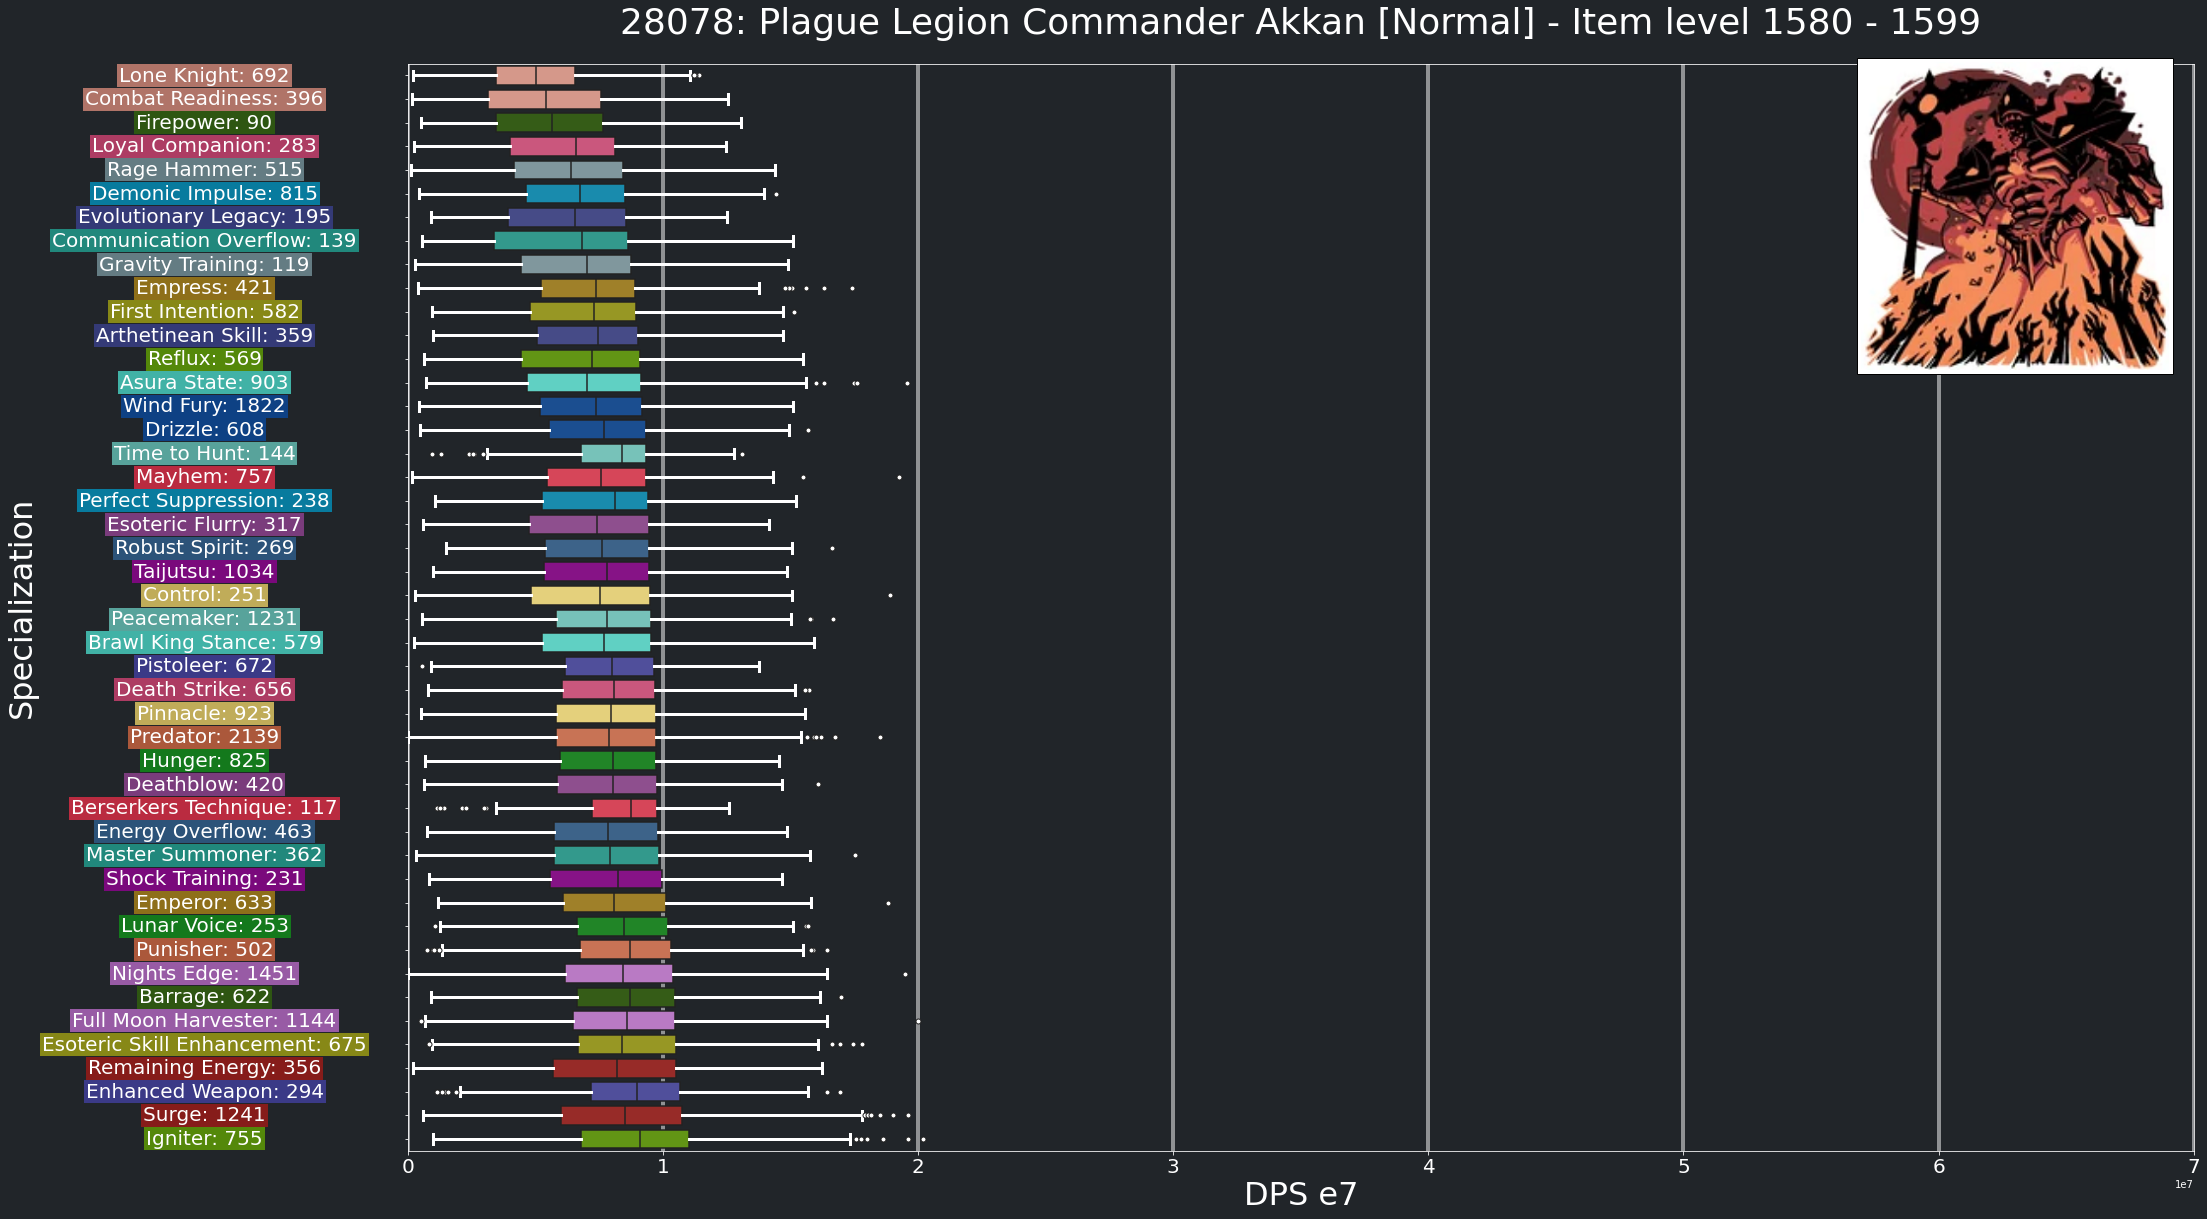 28078: Plague Legion Commander Akkan [Normal] - Item level 1580 - 1599
Lone Knight: 692
Combat Readiness: 396
Firepower: 90
Loyal Companion: 283
Rage Hammer: 515
Demonic Impulse: 815
Evolutionary Legacy: 195
Communication Overflow: 139
Gravity Training: 119
Empress: 421
First Intention: 582
Arthetinean Skill: 359
Reflux: 569
Asura State: 903
Wind Fury: 1822
Drizzle: 608
Time to Hunt: 144
Mayhem: 757
Perfect Suppression: 238
Esoteric Flurry: 317
Robust Spirit: 269
Taijutsu: 1034
Control: 251
Peacemaker: 1231
Brawl King Stance: 579
Pistoleer: 672
Death Strike: 656
Pinnacle: 923
Predator: 2139
Hunger: 825
Deathblow: 420
Berserkers Technique: 117
Energy Overflow: 463
Master Summoner: 362
Shock Training: 231
Emperor: 633
Lunar Voice: 253
Punisher: 502
Nights Edge: 1451
Barrage: 622
Full Moon Harvester: 1144
Esoteric Skill Enhancement: 675
Remaining Energy: 356
Enhanced Weapon: 294
Surge: 1241
Igniter: 755
Specialization
0 1 2 3 4 5 6 7
1e7
DPS e7